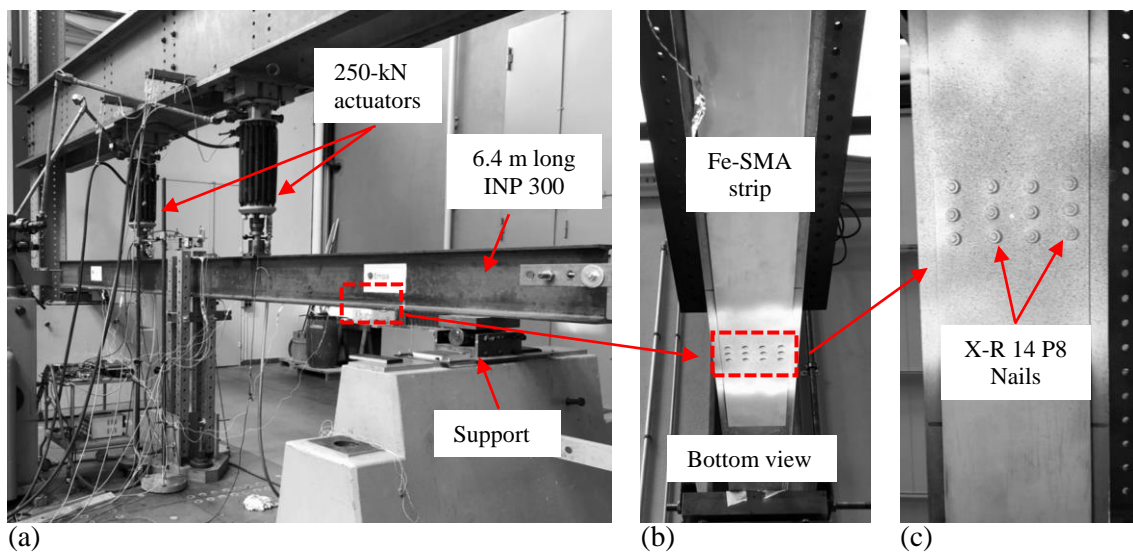 250-kN
actuators
6.4 m long
INP 300
Support
(a)
Fe-SMA
strip
Bottom view
(b)
X-R 14 P8
Nails
(c)